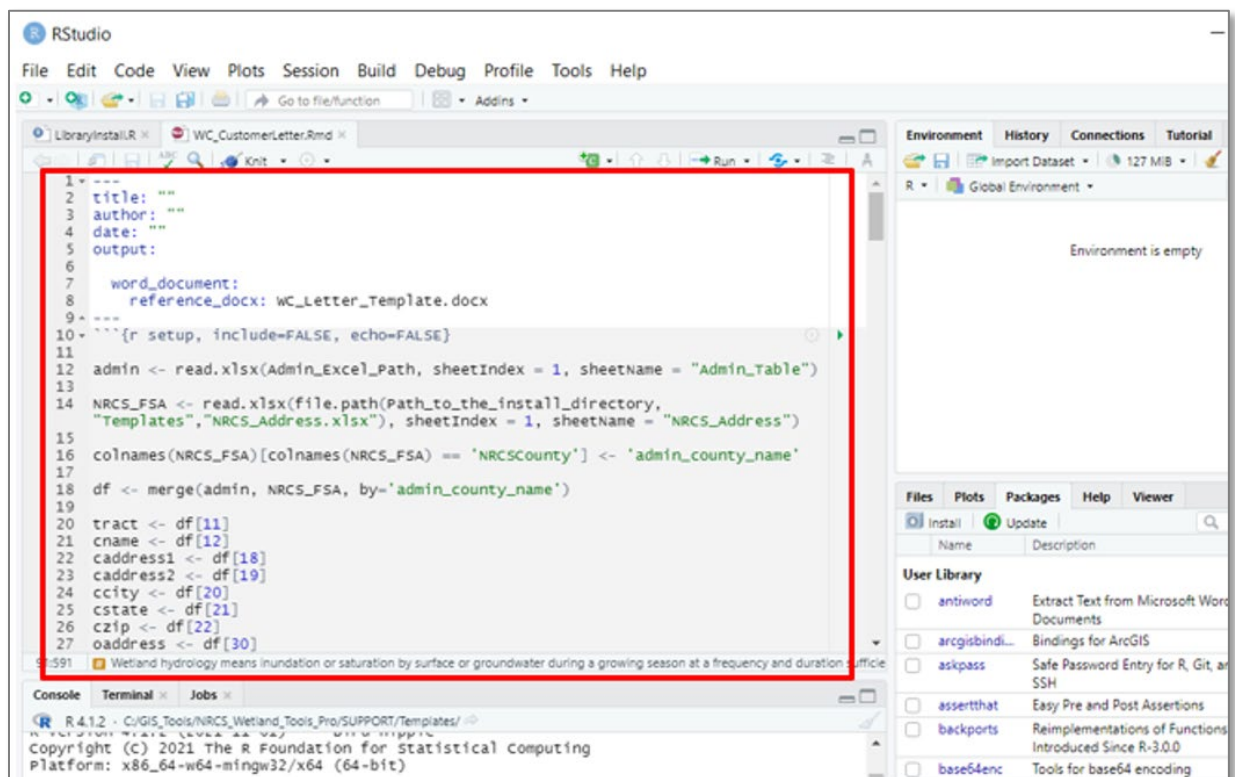 RStudio
File Edit Code View Plots Session Build Debug Profile Tools Help
Go to file/function Addins
LibraryInstall.R WC_CustomerLetter.Rmd
ABC Knit Run
1 ---
2 title: ""
3 author: ""
4 date: ""
5 output:
6
7 word_document:
8 reference_docx: WC_Letter_Template.docx
9 ---
10 ```{r setup, include=FALSE, echo=FALSE}
11
12 admin <- read.xlsx(Admin_Excel_Path, sheetIndex = 1, sheetName = "Admin_Table")
13
14 NRCS_FSA <- read.xlsx(file.path(Path_to_the_install_directory,
"Templates","NRCS_Address.xlsx"), sheetIndex = 1, sheetName = "NRCS_Address")
15
16 colnames(NRCS_FSA)[colnames(NRCS_FSA) == 'NRCSCounty'] <- 'admin_county_name'
17
18 df <- merge(admin, NRCS_FSA, by='admin_county_name')
19
20 tract <- df[11]
21 cname <- df[12]
22 caddress1 <- df[18]
23 caddress2 <- df[19]
24 ccity <- df[20]
25 cstate <- df[21]
26 czip <- df[22]
27 oaddress <- df[30]
91:591 Wetland hydrology means inundation or saturation by surface or groundwater during a growing season at a frequency and duration sufficie
Console Terminal Jobs
R 4.1.2 · C:/GIS_Tools/NRCS_Wetland_Tools_Pro/SUPPORT/Templates/
Copyright (C) 2021 The R Foundation for Statistical Computing
Platform: x86_64-w64-mingw32/x64 (64-bit)
Environment History Connections Tutorial
Import Dataset 127 MiB
R Global Environment
Environment is empty
Files Plots Packages Help Viewer
Install Update
Name Description
User Library
antiword Extract Text from Microsoft Word
Documents
arcgisbindi... Bindings for ArcGIS
askpass Safe Password Entry for R, Git, an
SSH
assertthat Easy Pre and Post Assertions
backports Reimplementations of Functions
Introduced Since R-3.0.0
base64enc Tools for base64 encoding